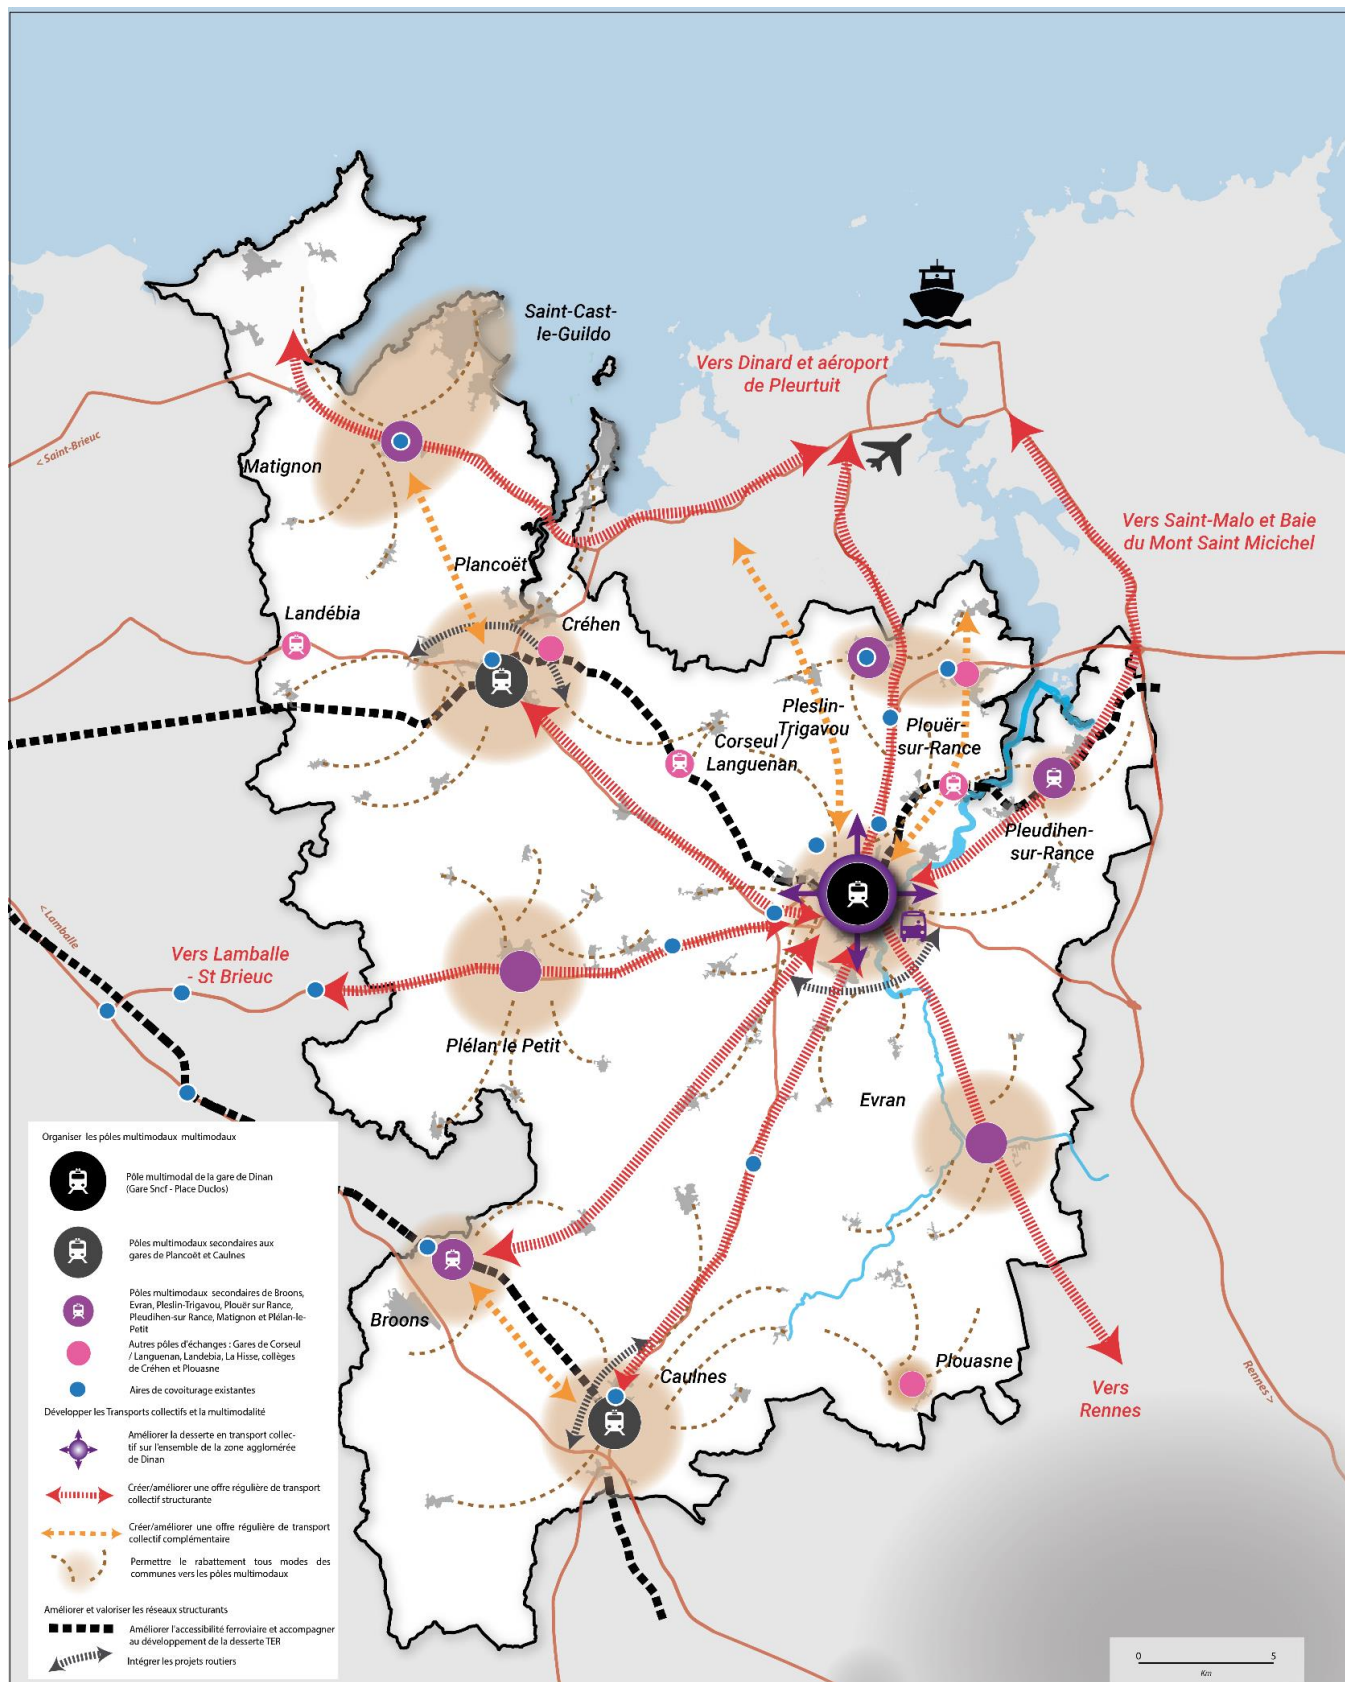 Saint-Cast-
le-Guildo
Vers Dinard et aéroport
de Pleurtuit
< Saint-Brieuc
Matignon
Vers Saint-Malo et Baie
du Mont Saint Micichel
Plancoët
Landébia
Créhen
Pleslin-
Trigavou
Plouër-
sur-Rance
Corseul /
Languenan
Pleudihen-
sur-Rance
< Lamballe
Vers Lamballe
- St Brieuc
Plélan le Petit
Evran
Broons
Caulnes
Plouasne
Vers
Rennes
Rennes >
Organiser les pôles multimodaux multimodaux
Pôle multimodal de la gare de Dinan
(Gare Sncf - Place Duclos)
Pôles multimodaux secondaires aux
gares de Plancoët et Caulnes
Pôles multimodaux secondaires de Broons,
Evran, Pleslin-Trigavou, Plouër sur Rance,
Pleudihen-sur Rance, Matignon et Plélan-le-
Petit
Autres pôles d'échanges : Gares de Corseul
/ Languenan, Landebia, La Hisse, collèges
de Créhen et Plouasne
Aires de covoiturage existantes
Développer les Transports collectifs et la multimodalité
Améliorer la desserte en transport collec-
tif sur l'ensemble de la zone agglomérée
de Dinan
Créer/améliorer une offre régulière de transport
collectif structurante
Créer/améliorer une offre régulière de transport
collectif complémentaire
Permettre le rabattement tous modes des
communes vers les pôles multimodaux
Améliorer et valoriser les réseaux structurants
Améliorer l'accessibilité ferroviaire et accompagner
au développement de la desserte TER
Intégrer les projets routiers
0 5
Km